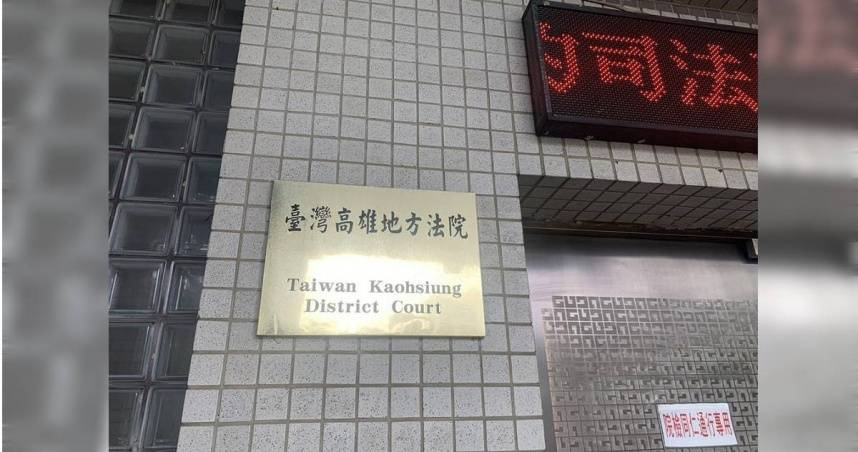 的司法
臺灣高雄地方法院
Taiwan Kaohsiung
District Court
院檢同仁通行專用